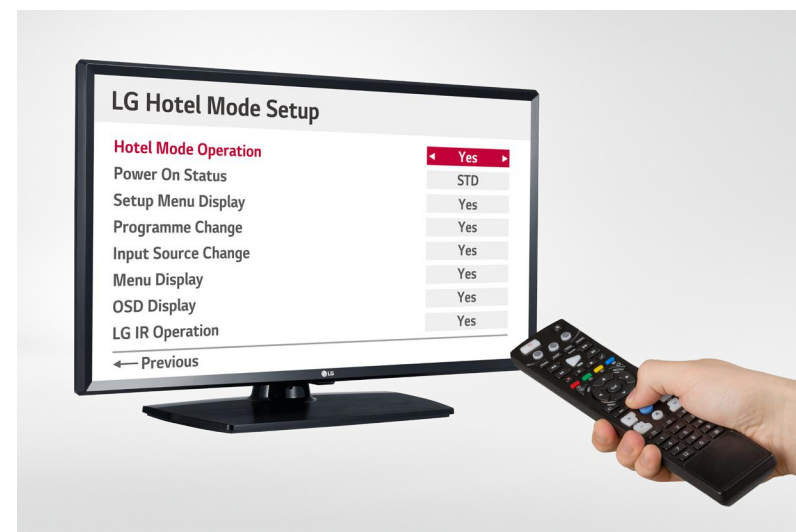 LG Hotel Mode Setup
Hotel Mode Operation ◄ Yes ►
Power On Status STD
Setup Menu Display Yes
Programme Change Yes
Input Source Change Yes
Menu Display Yes
OSD Display Yes
LG IR Operation Yes
← Previous
LG